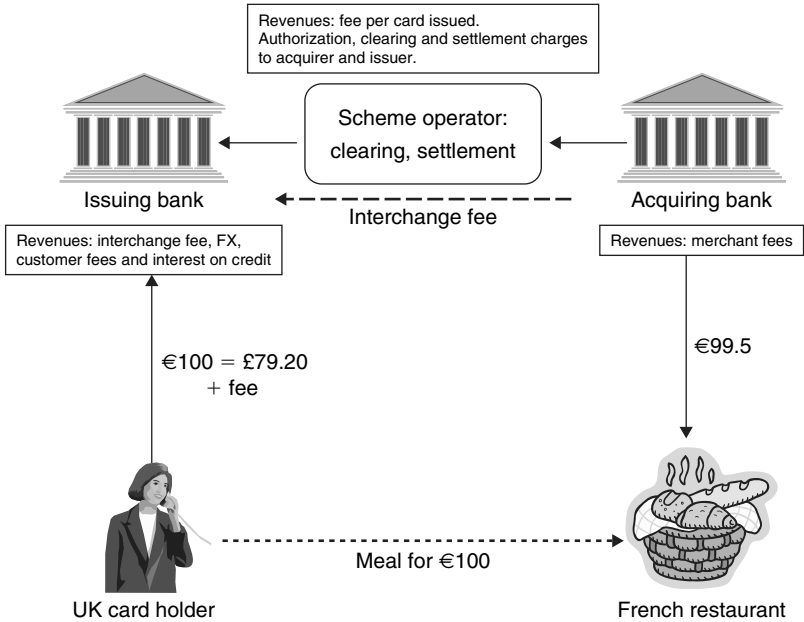 Revenues: fee per card issued.
Authorization, clearing and settlement charges
to acquirer and issuer.
Scheme operator:
clearing, settlement
Issuing bank
Acquiring bank
Interchange fee
Revenues: interchange fee, FX,
customer fees and interest on credit
Revenues: merchant fees
€100 = £79.20
+ fee
€99.5
Meal for €100
UK card holder
French restaurant